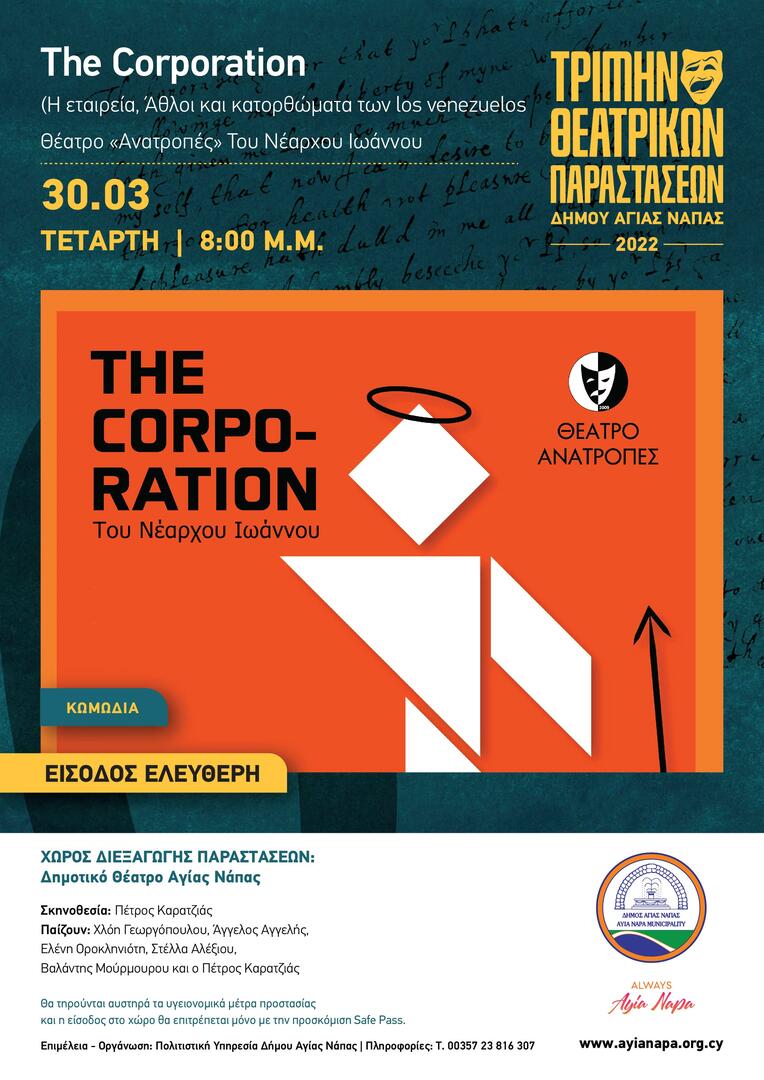 The Corporation
(Η εταιρεία, Άθλοι και κατορθώματα των los venezuelos
Θέατρο «Ανατροπές» Του Νέαρχου Ιωάννου
30.03
ΤΕΤΑΡΤΗ | 8:00 Μ.Μ.
ΤΡΙΜΗΝΟ
ΘΕΑΤΡΙΚΩΝ
ΠΑΡΑΣΤΑΣΕΩΝ
ΔΗΜΟΥ ΑΓΙΑΣ ΝΑΠΑΣ
2022
THE
CORPO-
RATION
Του Νέαρχου Ιωάννου
2009
ΘΕΑΤΡΟ
ΑΝΑΤΡΟΠΕΣ
ΚΩΜΩΔΙΑ
ΕΙΣΟΔΟΣ ΕΛΕΥΘΕΡΗ
ΧΩΡΟΣ ΔΙΕΞΑΓΩΓΗΣ ΠΑΡΑΣΤΑΣΕΩΝ:
Δημοτικό Θέατρο Αγίας Νάπας
Σκηνοθεσία: Πέτρος Καρατζιάς
Παίζουν: Χλόη Γεωργόπουλου, Άγγελος Αγγελής,
Ελένη Οροκλινιότη, Στέλλα Αλέξιου,
Βαλάντης Μούρμουρου και ο Πέτρος Καρατζιάς
Θα τηρούνται αυστηρά τα υγειονομικά μέτρα προστασίας
και η είσοδος στο χώρο θα επιτρέπεται μόνο με την προσκόμιση Safe Pass.
Επιμέλεια - Οργάνωση: Πολιτιστική Υπηρεσία Δήμου Αγίας Νάπας | Πληροφορίες: Τ. 00357 23 816 307
ΔΗΜΟΣ ΑΓΙΑΣ ΝΑΠΑΣ
AYIA NAPA MUNICIPALITY
ALWAYS
Ayia Napa
www.ayianapa.org.cy